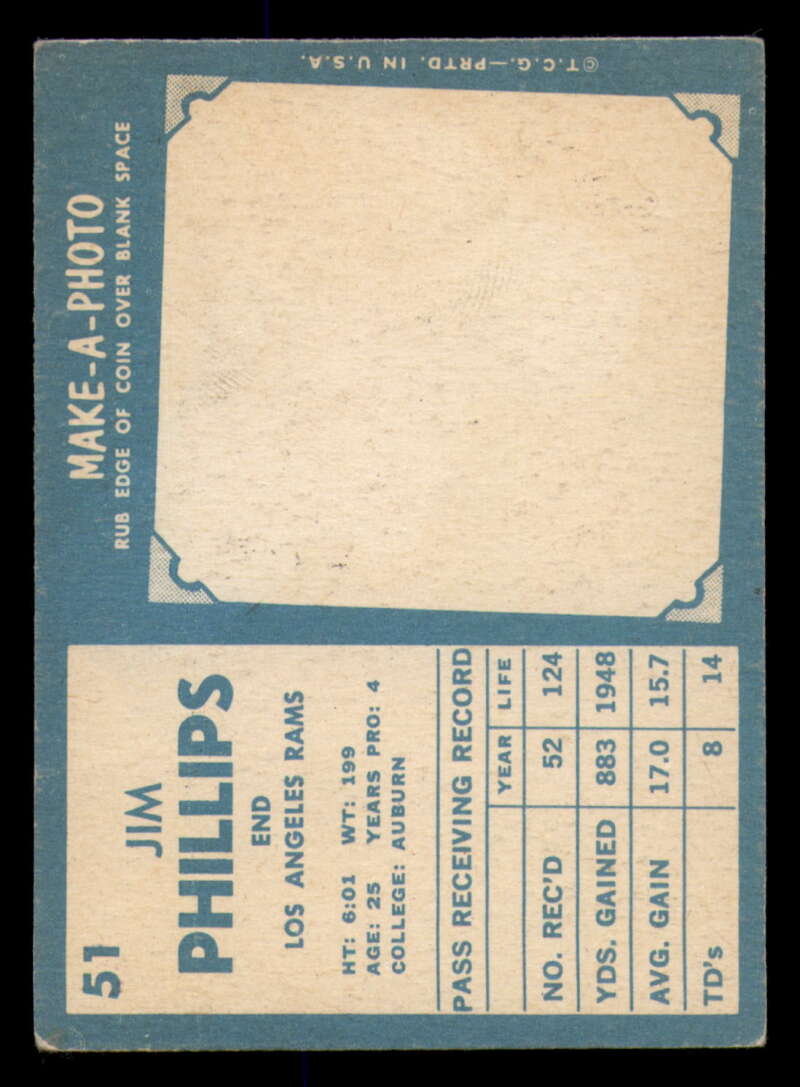 51
JIM
PHILLIPS
END
LOS ANGELES RAMS
HT: 6:01 WT: 199
AGE: 25 YEARS PRO: 4
COLLEGE: AUBURN
PASS RECEIVING RECORD
YEAR LIFE
NO. REC'D 52 124
YDS. GAINED 883 1948
AVG. GAIN 17.0 15.7
TD's 8 14
MAKE-A-PHOTO
RUB EDGE OF COIN OVER BLANK SPACE
©T.C.G.—PRTD. IN U.S.A.